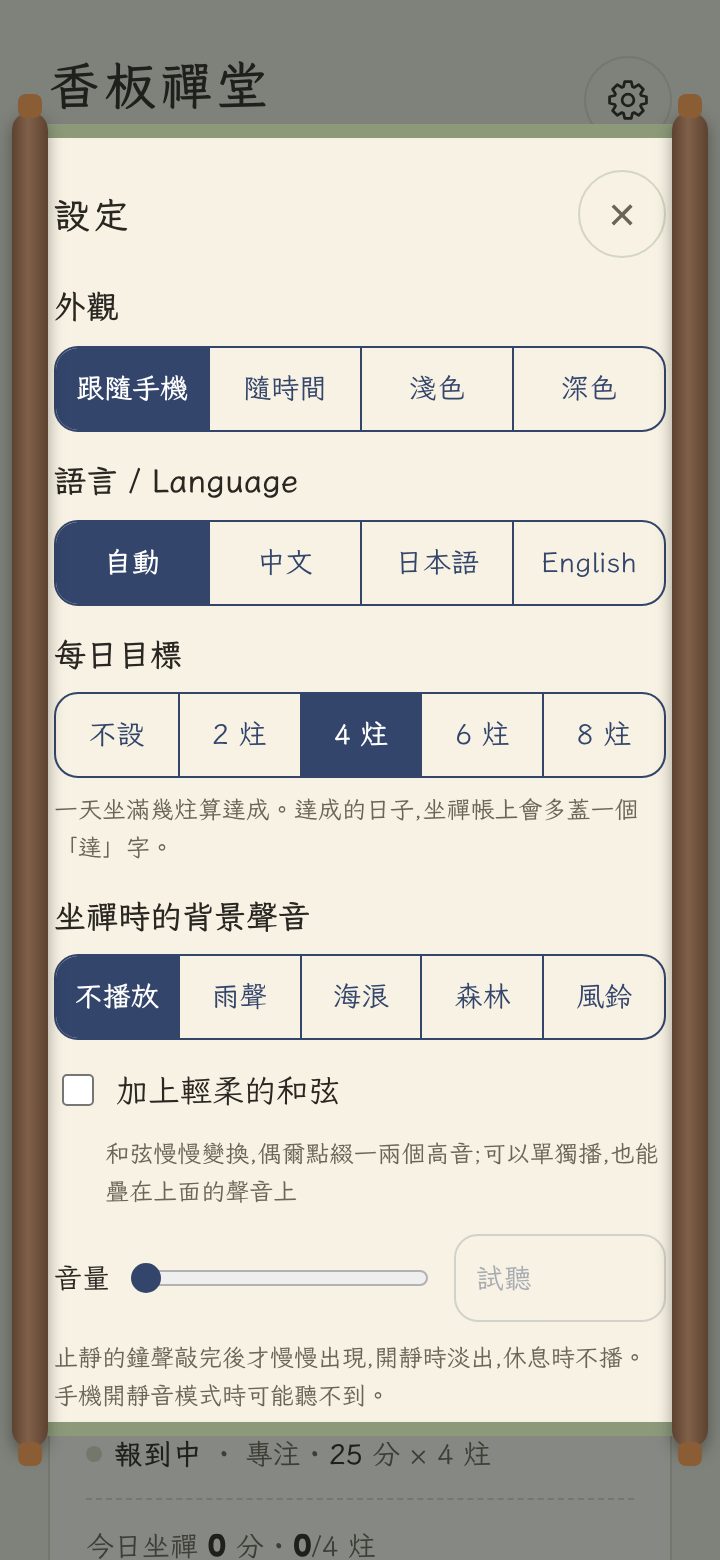 香板禪堂
設定
外觀
跟隨手機 隨時間 淺色 深色
語言 / Language
自動 中文 日本語 English
每日目標
不設 2 炷 4 炷 6 炷 8 炷
一天坐滿幾炷算達成。達成的日子,坐禪帳上會多蓋一個
「達」字。
坐禪時的背景聲音
不播放 雨聲 海浪 森林 風鈴
加上輕柔的和弦
和弦慢慢變換,偶爾點綴一兩個高音;可以單獨播,也能
疊在上面的聲音上
音量 試聽
止靜的鐘聲敲完後才慢慢出現,開靜時淡出,休息時不播。
手機開靜音模式時可能聽不到。
報到中 · 專注 · 25 分 × 4 炷
今日坐禪 0 分 · 0/4 炷